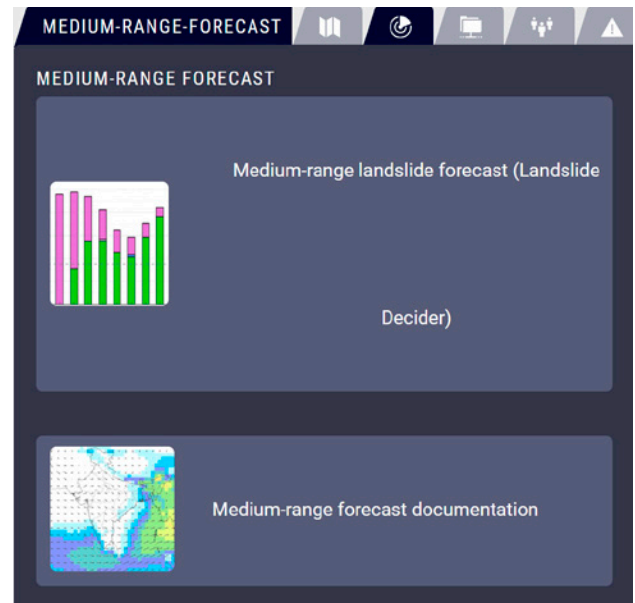 MEDIUM-RANGE-FORECAST
MEDIUM-RANGE FORECAST
Medium-range landslide forecast (Landslide
Decider)
Medium-range forecast documentation